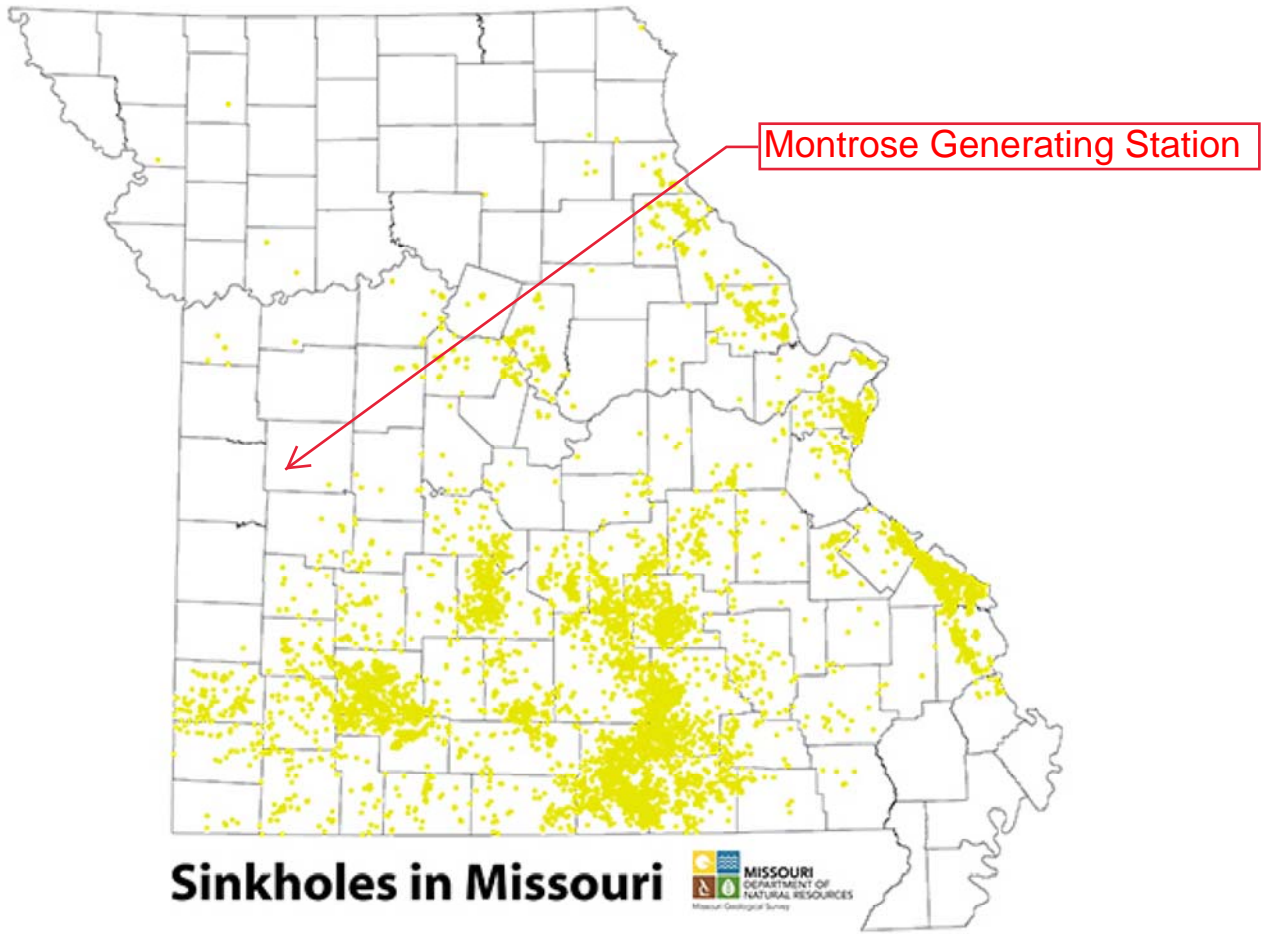 Montrose Generating Station
Sinkholes in Missouri
MISSOURI
DEPARTMENT OF
NATURAL RESOURCES
Missouri Geological Survey